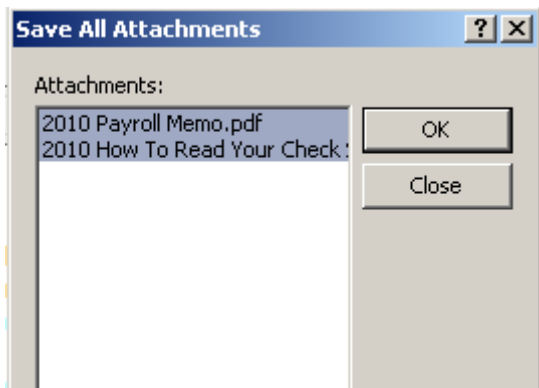 Save All Attachments
Attachments:
2010 Payroll Memo.pdf
2010 How To Read Your Check
OK
Close